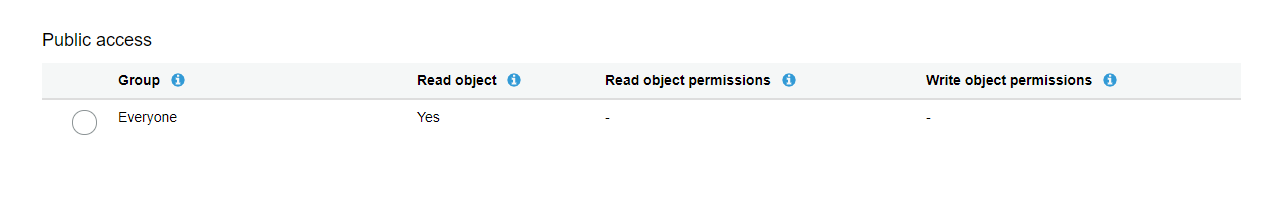 Public access
Group Read object Read object permissions Write object permissions
Everyone Yes - -